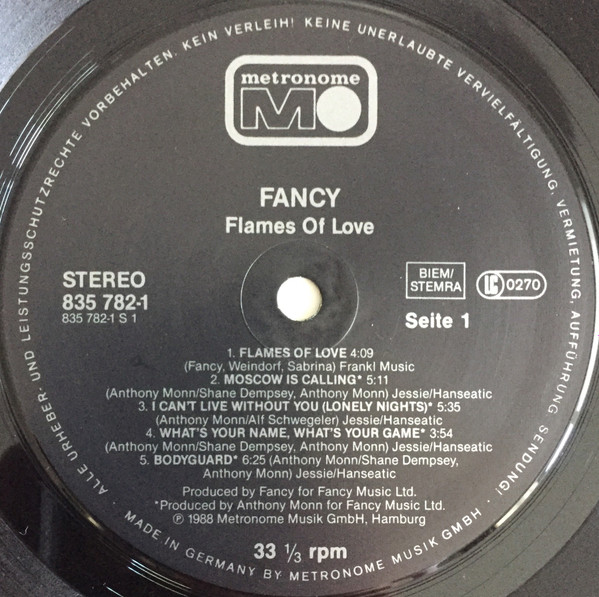 ALLE URHEBER- UND LEISTUNGSSCHUTZRECHTE VORBEHALTEN. KEIN VERLEIH! KEINE UNERLAUBTE VERVIELFÄLTIGUNG, VERMIETUNG, AUFFÜHRUNG, SENDUNG!
metronome
MO
FANCY
Flames Of Love
STEREO
835 782-1
835 782-1 S 1
BIEM/
STEMRA
LC 0270
Seite 1
1. FLAMES OF LOVE 4:09
(Fancy, Weindorf, Sabrina) Frankl Music
2. MOSCOW IS CALLING* 5:11
(Anthony Monn/Shane Dempsey, Anthony Monn) Jessie/Hanseatic
3. I CAN'T LIVE WITHOUT YOU (LONELY NIGHTS)* 5:35
(Anthony Monn/Alf Schwegeler) Jessie/Hanseatic
4. WHAT'S YOUR NAME, WHAT'S YOUR GAME* 3:54
(Anthony Monn/Shane Dempsey, Anthony Monn) Jessie/Hanseatic
5. BODYGUARD* 6:25 (Anthony Monn/Shane Dempsey,
Anthony Monn) Jessie/Hanseatic
Produced by Fancy for Fancy Music Ltd.
*Produced by Anthony Monn for Fancy Music Ltd.
℗ 1988 Metronome Musik GmbH, Hamburg
33 1/3 rpm
· MADE IN GERMANY BY METRONOME MUSIK GMBH ·